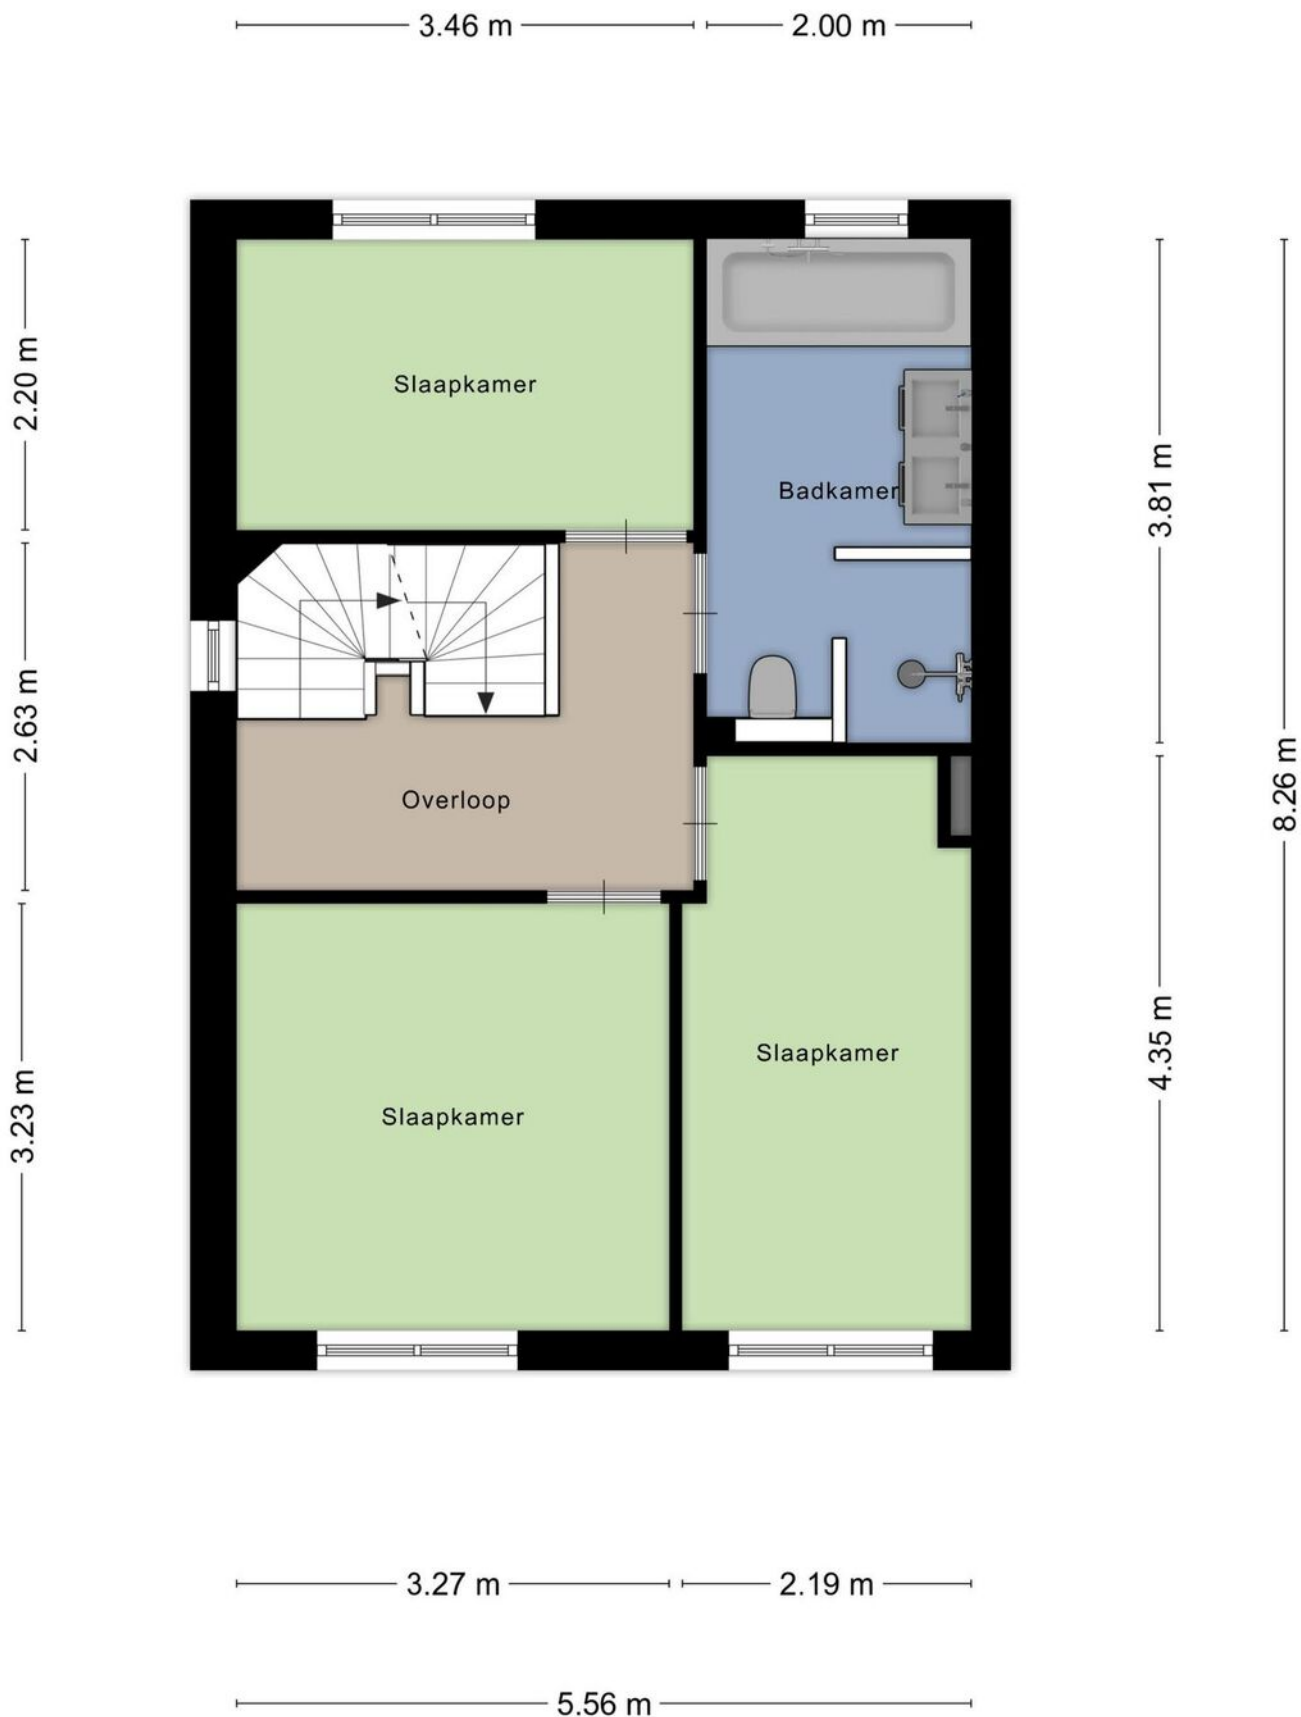 3.46 m
2.00 m
2.20 m
Slaapkamer
3.81 m
Badkamer
2.63 m
8.26 m
Overloop
4.35 m
Slaapkamer
3.23 m
Slaapkamer
3.27 m
2.19 m
5.56 m